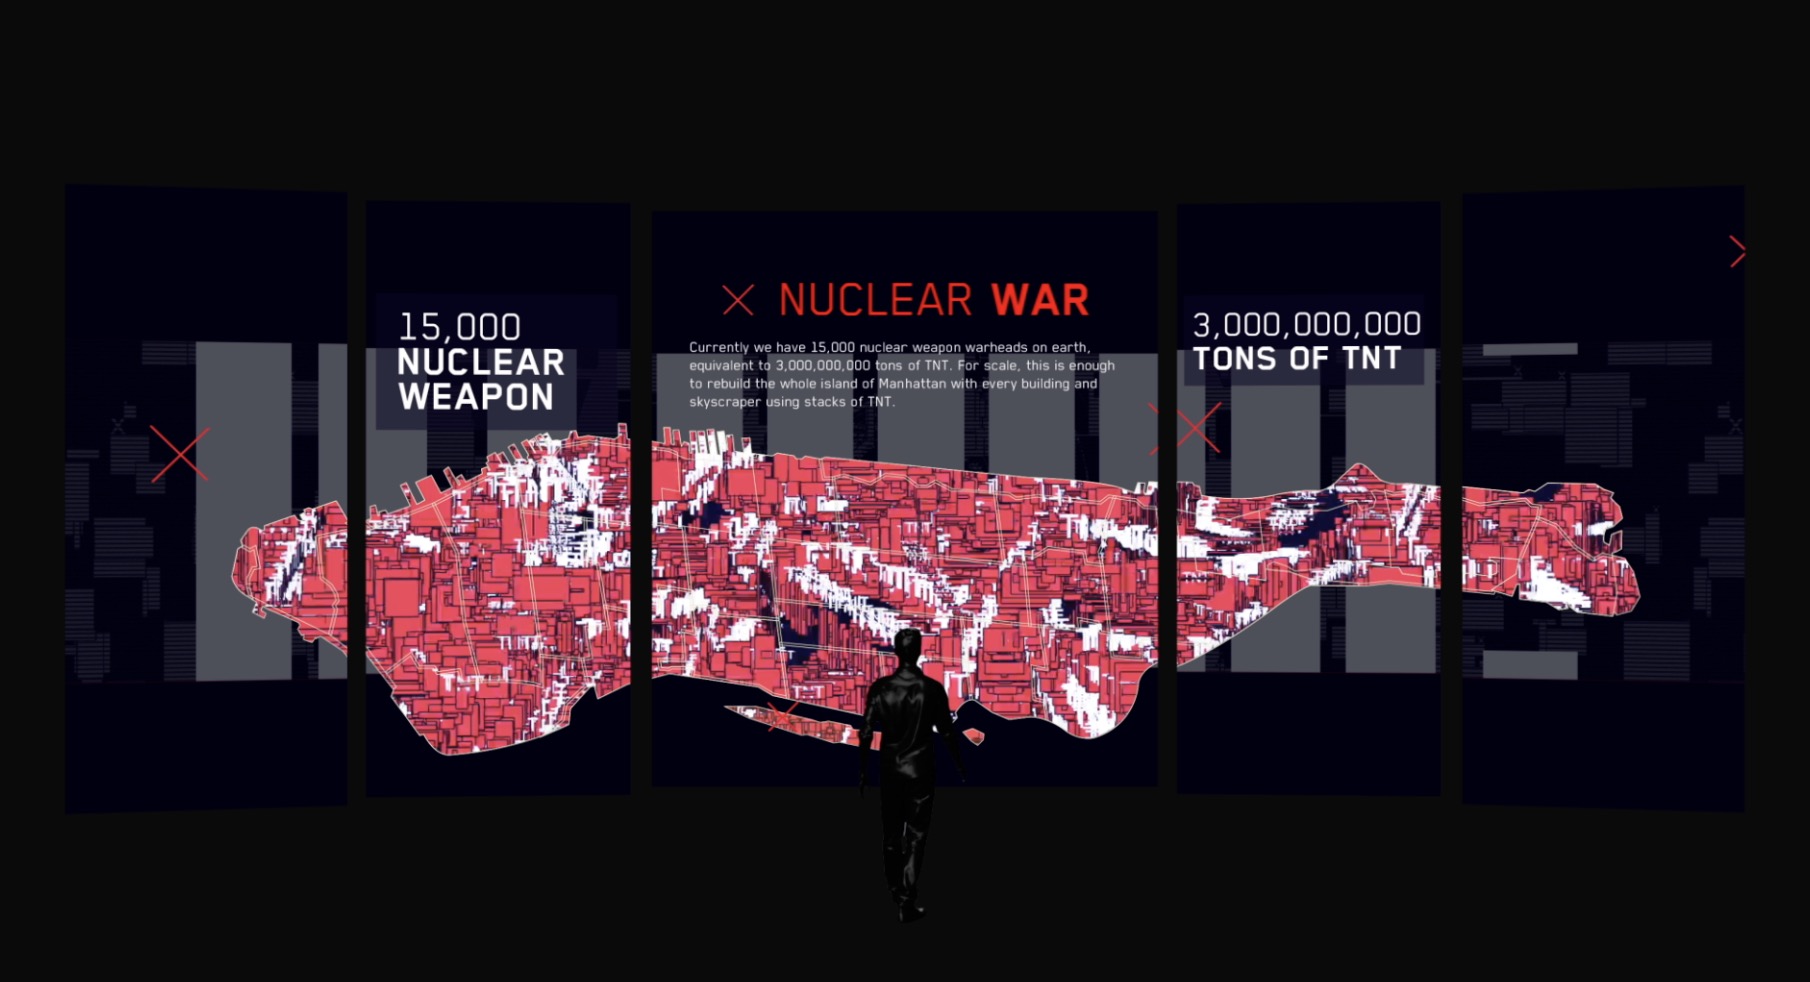 15,000
NUCLEAR
WEAPON
NUCLEAR WAR
Currently we have 15,000 nuclear weapon warheads on earth,
equivalent to 3,000,000,000 tons of TNT. For scale, this is enough
to rebuild the whole island of Manhattan with every building and
skyscraper using stacks of TNT.
3,000,000,000
TONS OF TNT